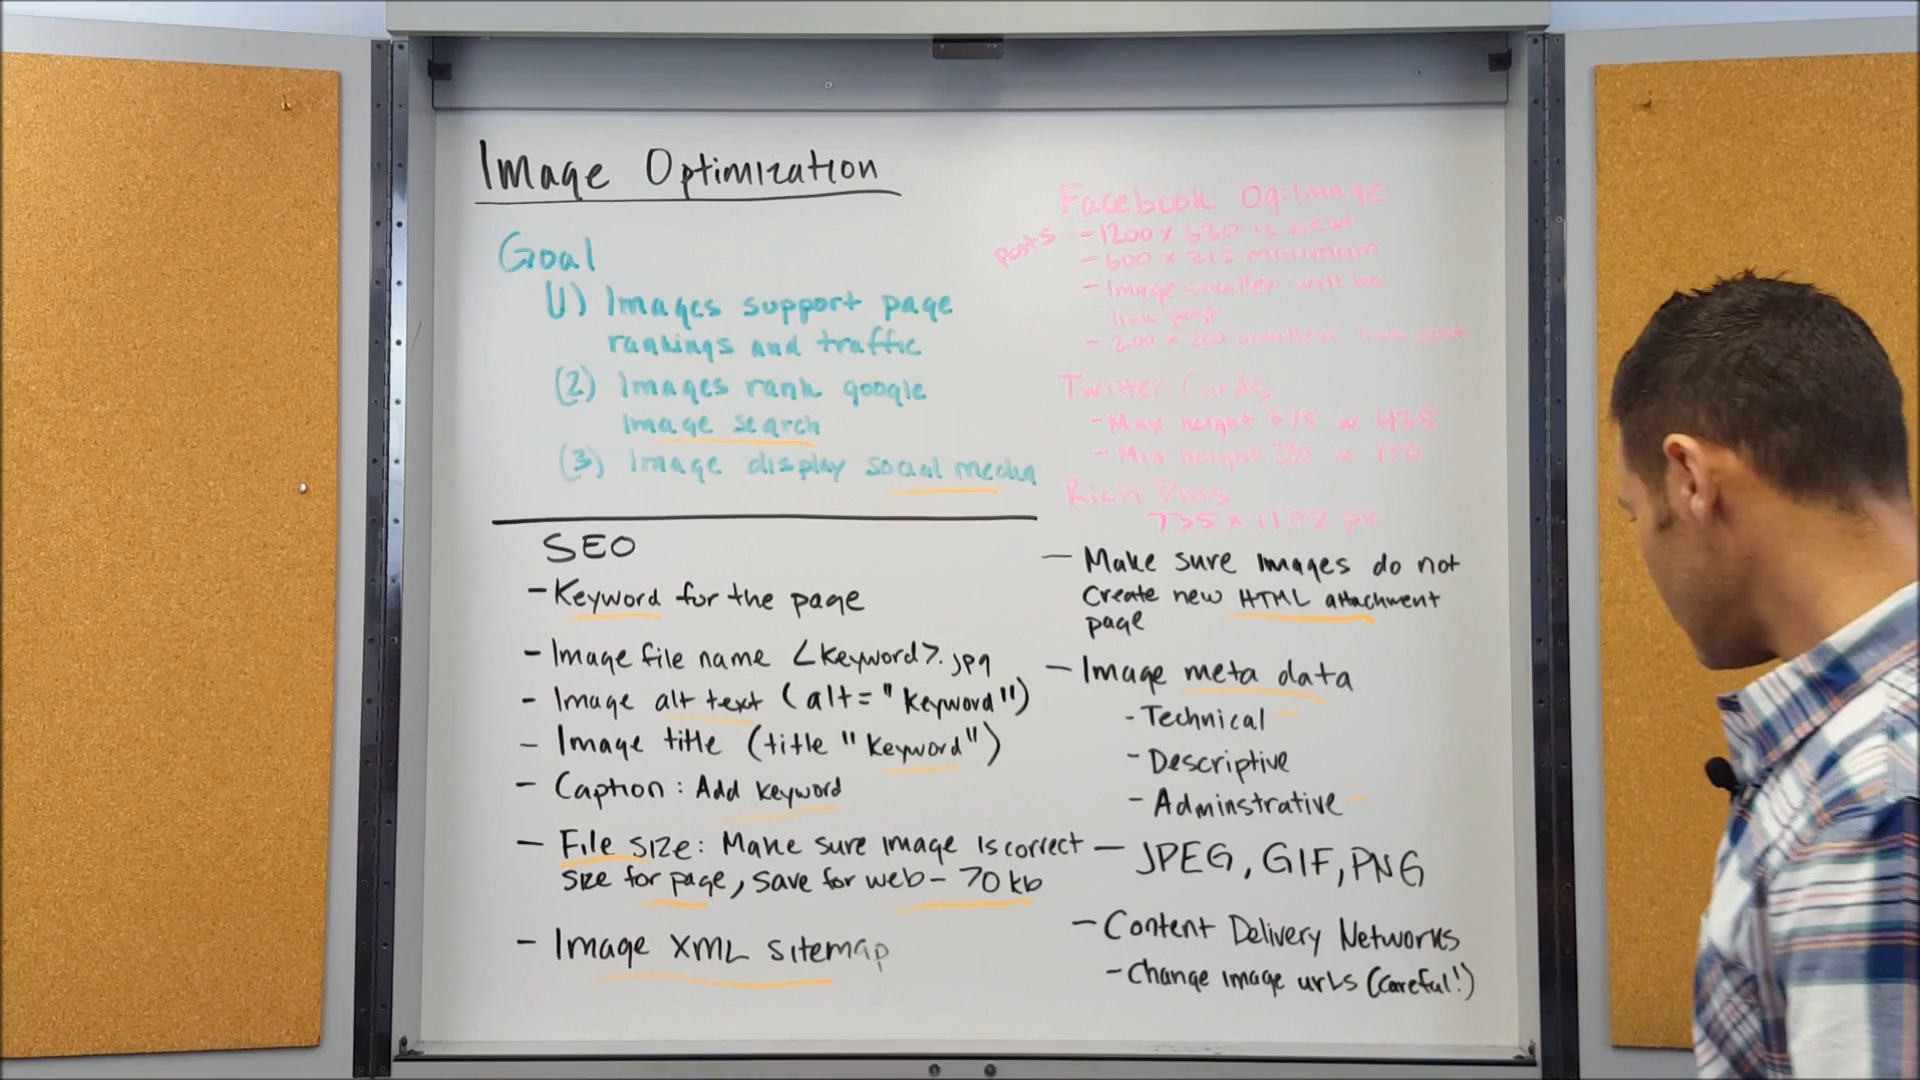 Image Optimization
Goal
(1) Images support page
rankings and traffic
(2) Images rank google
Image search
(3) Image display social media
Facebook Og:Image
posts
- 1200 x 630 is best
- 600 x 315 minimum
- Image smaller will be
link post
- 200 x 200 smallest link post
Twitter Cards
- Max height 375 w 435
- Min height 280 w 150
Rich Pins
735 x 1102 px
SEO
- Keyword for the page
- Image file name <keyword>.jpg
- Image alt text (alt="keyword")
- Image title (title "keyword")
- Caption: Add keyword
- File size: Make sure image is correct
size for page, save for web - 70 kb
- Image XML sitemap
- Make sure images do not
Create new HTML attachment
page
- Image meta data
- Technical
- Descriptive
- Adminstrative
- JPEG, GIF, PNG
- Content Delivery Networks
- Change image urls (careful!)